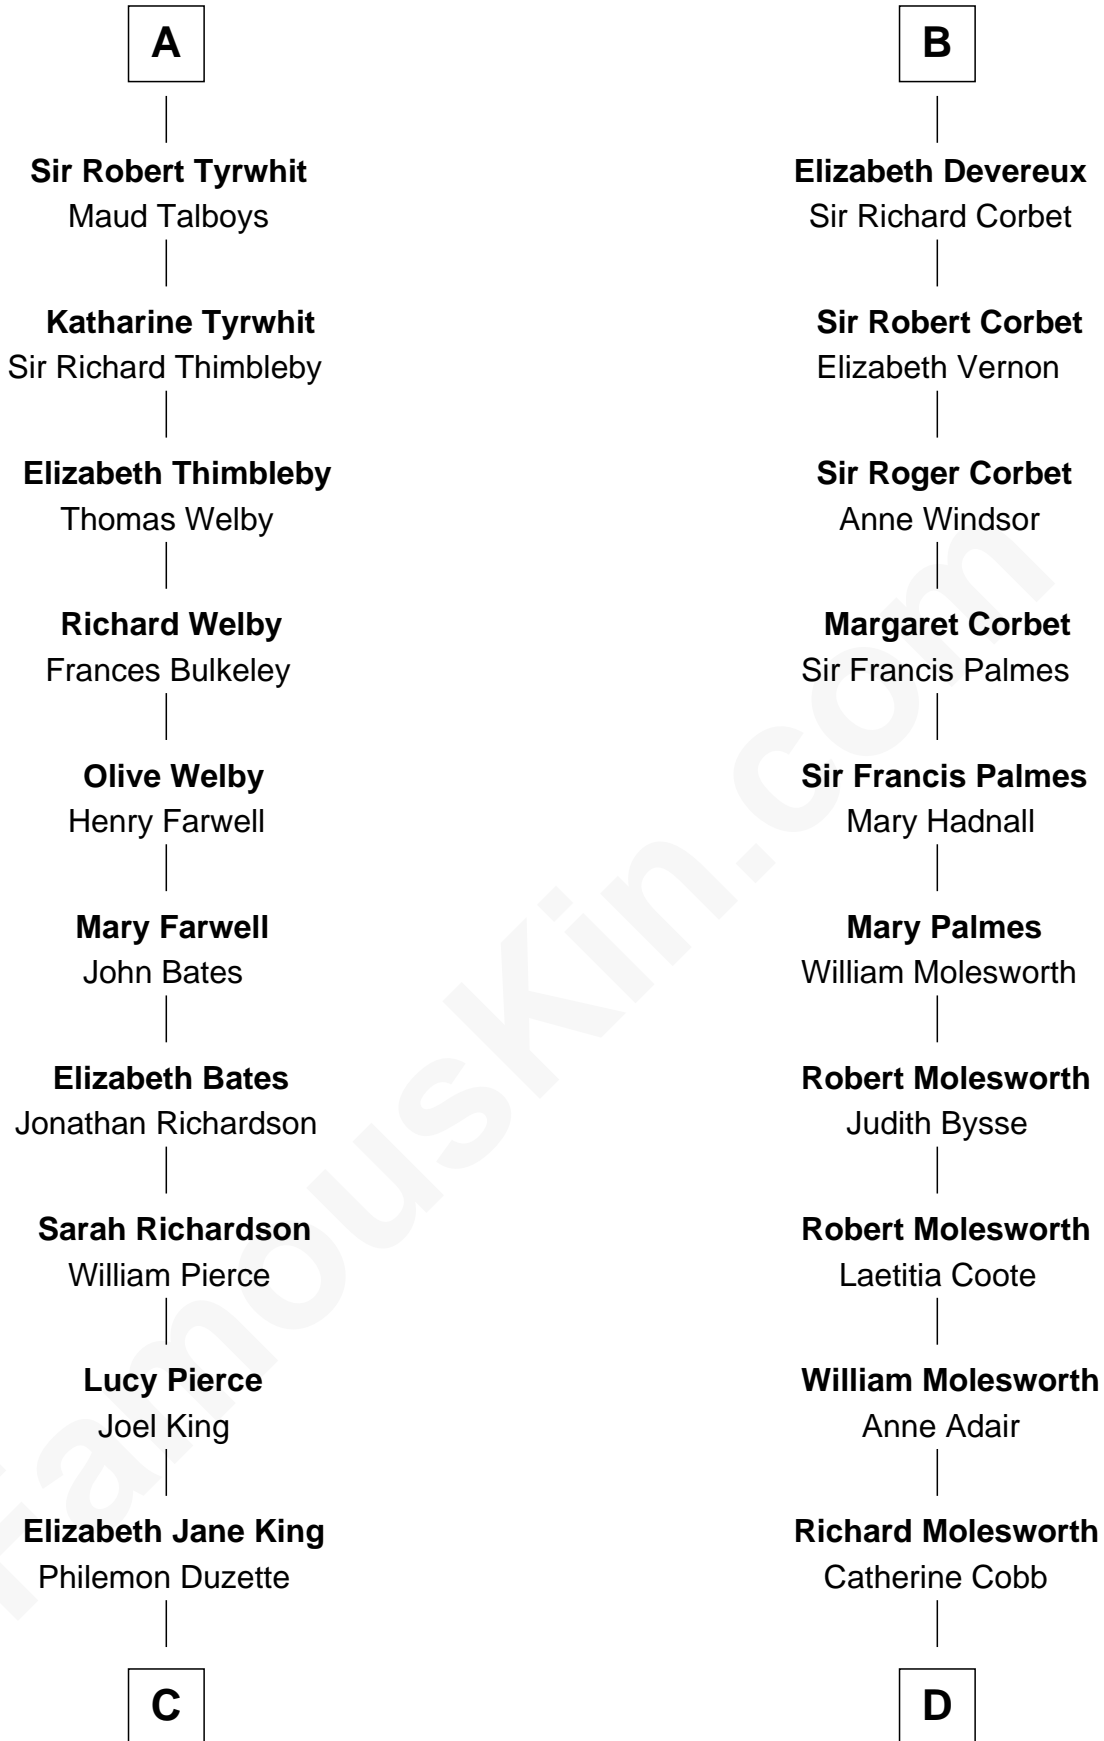 A
Sir Robert Tyrwhit
Maud Talboys
Katharine Tyrwhit
Sir Richard Thimbleby
Elizabeth Thimbleby
Thomas Welby
Richard Welby
Frances Bulkeley
Olive Welby
Henry Farwell
Mary Farwell
John Bates
Elizabeth Bates
Jonathan Richardson
Sarah Richardson
William Pierce
Lucy Pierce
Joel King
Elizabeth Jane King
Philemon Duzette
C
B
Elizabeth Devereux
Sir Richard Corbet
Sir Robert Corbet
Elizabeth Vernon
Sir Roger Corbet
Anne Windsor
Margaret Corbet
Sir Francis Palmes
Sir Francis Palmes
Mary Hadnall
Mary Palmes
William Molesworth
Robert Molesworth
Judith Bysse
Robert Molesworth
Laetitia Coote
William Molesworth
Anne Adair
Richard Molesworth
Catherine Cobb
D
FamousKin.com